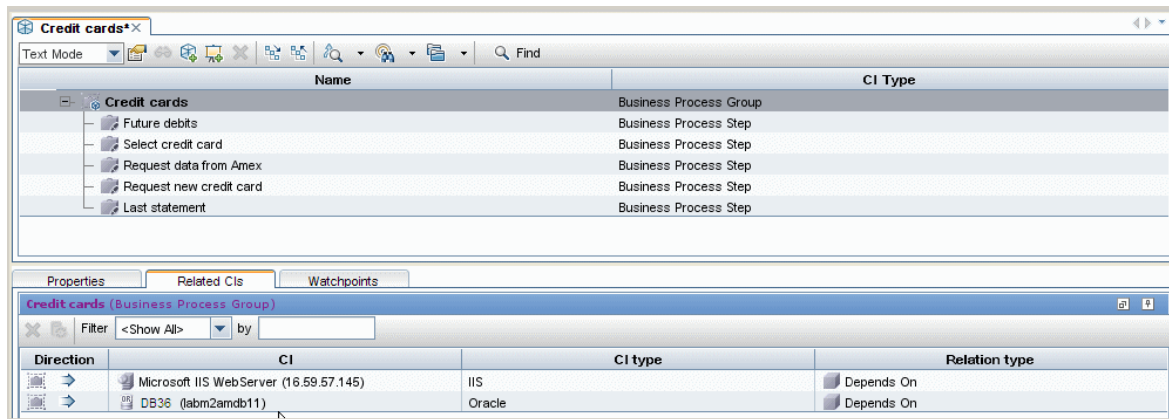 Credit cards*
Text Mode Find
Name CI Type
Credit cards Business Process Group
Future debits Business Process Step
Select credit card Business Process Step
Request data from Amex Business Process Step
Request new credit card Business Process Step
Last statement Business Process Step
Properties Related CIs Watchpoints
Credit cards (Business Process Group)
Filter <Show All> by
Direction CI CI type Relation type
Microsoft IIS WebServer (16.59.57.145) IIS Depends On
DB36 (labm2amdb11) Oracle Depends On